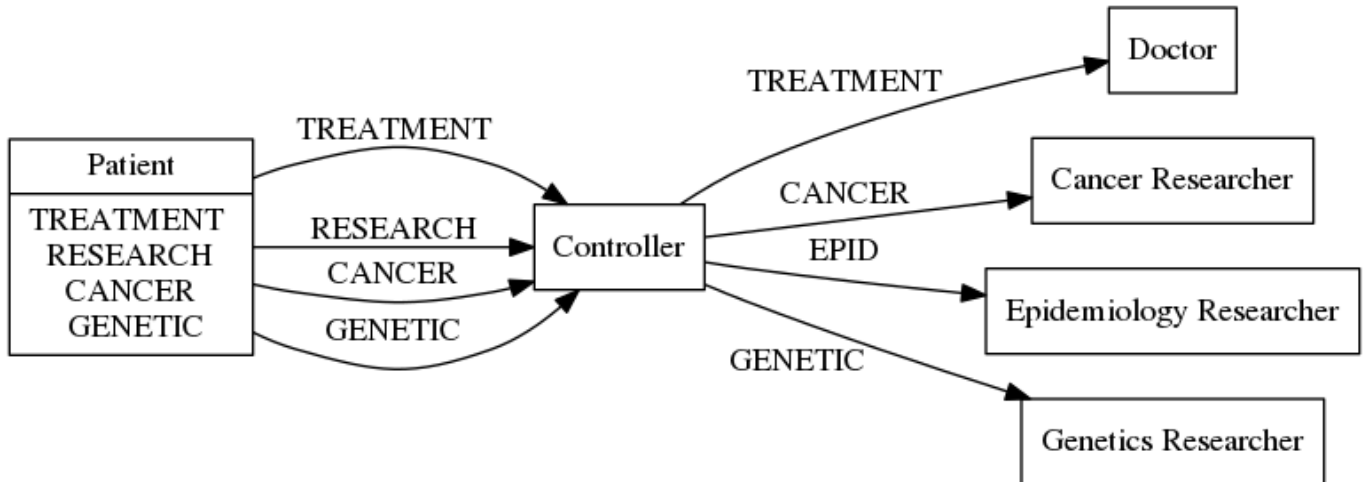 Patient
TREATMENT
RESEARCH
CANCER
GENETIC
TREATMENT
RESEARCH
CANCER
GENETIC
Controller
TREATMENT
CANCER
EPID
GENETIC
Doctor
Cancer Researcher
Epidemiology Researcher
Genetics Researcher